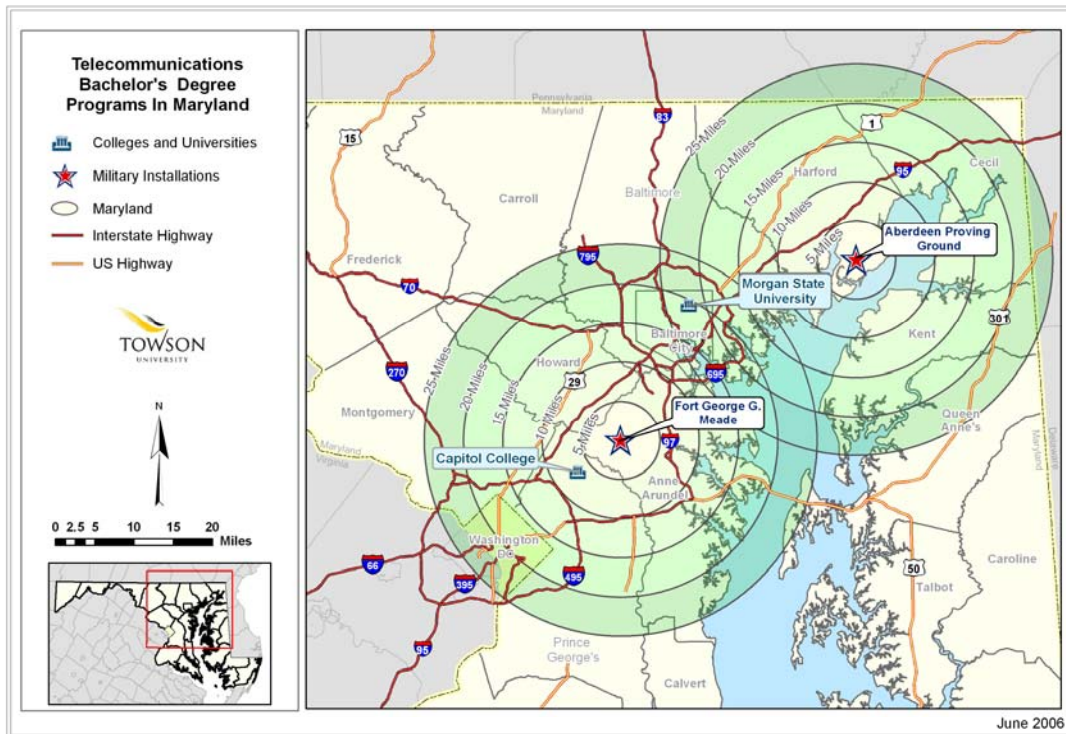 Telecommunications
Bachelor's Degree
Programs In Maryland
Colleges and Universities
Military Installations
Maryland
Interstate Highway
US Highway
TOWSON
UNIVERSITY
N
0 2.5 5 10 15 20
Miles
Pennsylvania
Maryland
15
83
1
25-Miles
20-Miles
15-Miles
10-Miles
5-Miles
Harford
95
Cecil
Carroll
Baltimore
Aberdeen Proving
Ground
Frederick
795
70
Morgan State
University
Baltimore
City
Kent
301
Howard
29
695
270
25-Miles
20-Miles
15-Miles
10-Miles
5-Miles
Montgomery
Fort George G.
Meade
Queen
Anne's
Maryland
Delaware
97
Maryland
Virginia
Capitol College
Anne
Arundel
Washington
DC
66
395
495
50
Caroline
Talbot
95
Prince
George's
Calvert
June 2006